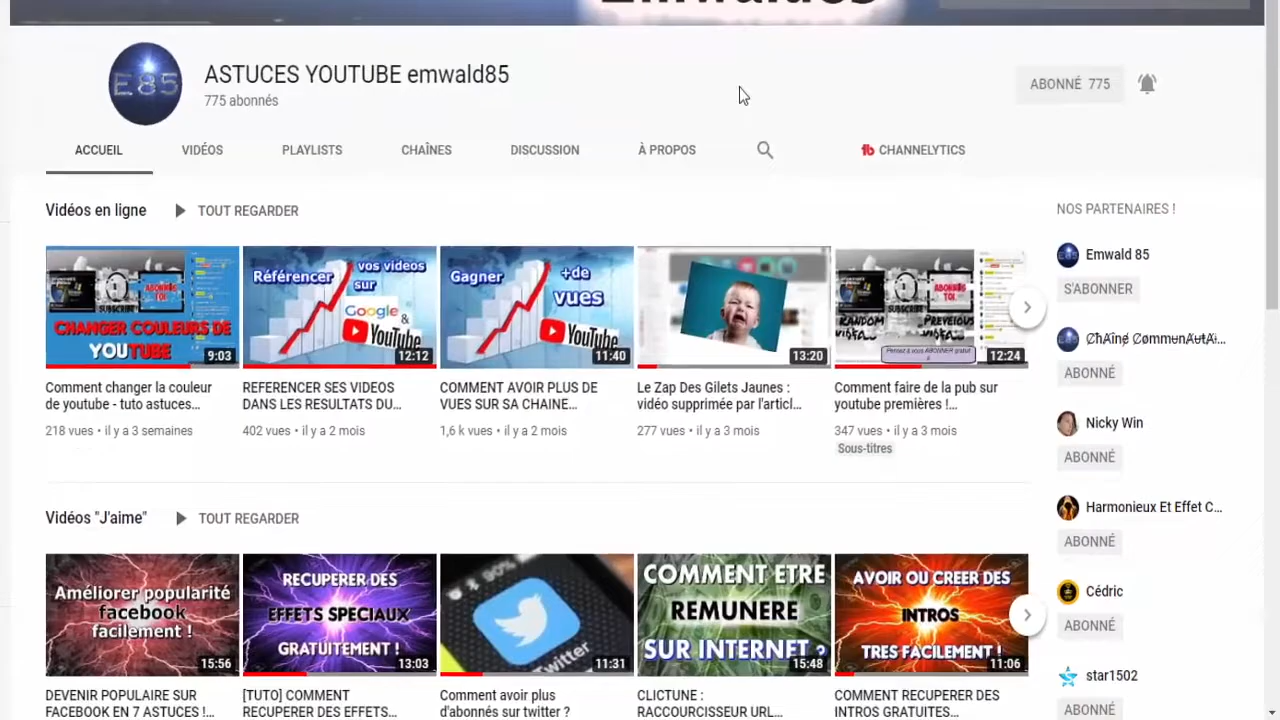 E85
ASTUCES YOUTUBE emwald85
775 abonnés
ABONNÉ 775
ACCUEIL
VIDÉOS
PLAYLISTS
CHAÎNES
DISCUSSION
À PROPOS
CHANNELYTICS
Vidéos en ligne
TOUT REGARDER
CHANGER COULEURS DE
YOUTUBE
9:03
Référencer vos videos
sur
Google
&
YouTube
12:12
Gagner +de
vues
YouTube
11:40
13:20
12:24
Comment changer la couleur
de youtube - tuto astuces...
218 vues • il y a 3 semaines
REFERENCER SES VIDEOS
DANS LES RESULTATS DU...
402 vues • il y a 2 mois
COMMENT AVOIR PLUS DE
VUES SUR SA CHAINE...
1,6 k vues • il y a 2 mois
Le Zap Des Gilets Jaunes :
vidéo supprimée par l'articl...
277 vues • il y a 3 mois
Comment faire de la pub sur
youtube premières !...
347 vues • il y a 3 mois
Sous-titres
Vidéos "J'aime"
TOUT REGARDER
Améliorer popularité
facebook
facilement !
15:56
RECUPERER DES
EFFETS SPECIAUX
GRATUITEMENT !
13:03
90%
Twitter
11:31
COMMENT ETRE
REMUNERE
SUR INTERNET ?
15:48
AVOIR OU CREER DES
INTROS
TRES FACILEMENT !
11:06
DEVENIR POPULAIRE SUR
FACEBOOK EN 7 ASTUCES !...
[TUTO] COMMENT
RECUPERER DES EFFETS...
Comment avoir plus
d'abonnés sur twitter ?
CLICTUNE :
RACCOURCISSEUR URL...
COMMENT RECUPERER DES
INTROS GRATUITES...
NOS PARTENAIRES !
Emwald 85
S'ABONNER
ABONNÉ
Nicky Win
ABONNÉ
Harmonieux Et Effet C...
ABONNÉ
Cédric
ABONNÉ
star1502
ABONNÉ